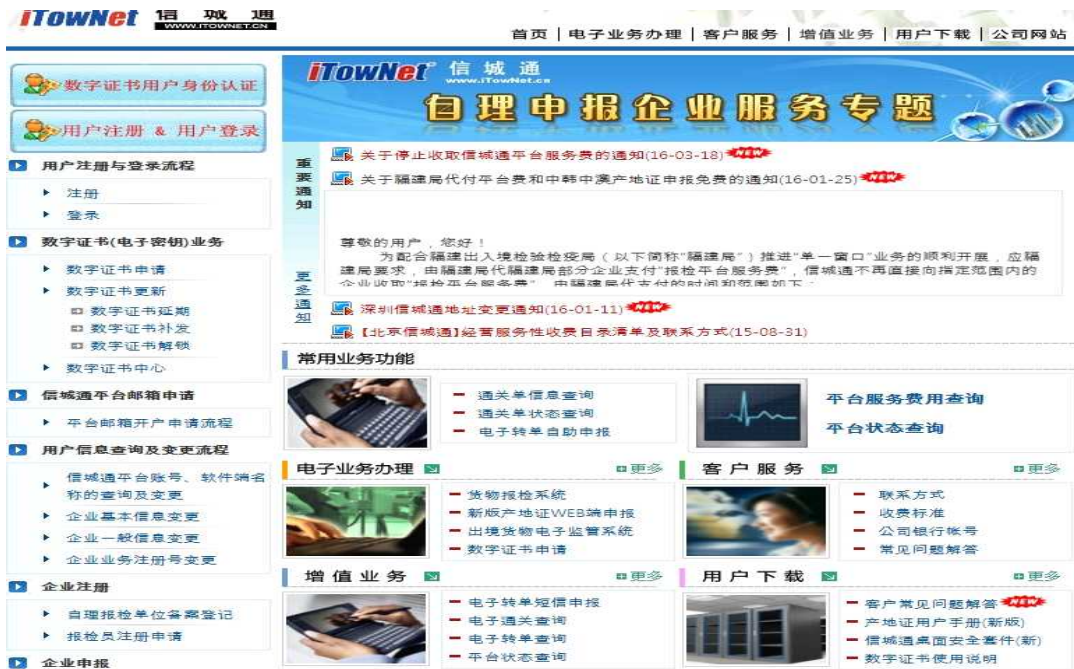 iTowNet 信城通
WWW.ITOWNET.CN
首页 | 电子业务办理 | 客户服务 | 增值业务 | 用户下载 | 公司网站
数字证书用户身份认证
用户注册 & 用户登录
用户注册与登录流程
注册
登录
数字证书(电子密钥)业务
数字证书申请
数字证书更新
数字证书延期
数字证书补发
数字证书解锁
数字证书中心
信城通平台邮箱申请
平台邮箱开户申请流程
用户信息查询及变更流程
信城通平台账号、软件端名
称的查询及变更
企业基本信息变更
企业一般信息变更
企业业务注册号变更
企业注册
自理报检单位备案登记
报检员注册申请
企业申报
iTowNet 信城通
www.iTowNet.cn
自理申报企业服务专题
重要通知
关于停止收取信城通平台服务费的通知(16-03-18) NEW
关于福建局代付平台费和中韩中澳产地证申报免费的通知(16-01-25) NEW
尊敬的用户，您好！
为配合福建出入境检验检疫局（以下简称“福建局”）推进“单一窗口”业务的顺利开展，应福
建局要求，由福建局代福建局部分企业支付“报检平台服务费”，信城通不再直接向指定范围内的
企业收取“报检平台服务费”。由福建局代支付的时间和范围如下：
更多通知
深圳信城通地址变更通知(16-01-11) NEW
【北京信城通】经营服务性收费目录清单及联系方式(15-08-31)
常用业务功能
通关单信息查询
通关单状态查询
电子转单自助申报
平台服务费用查询
平台状态查询
电子业务办理 更多
货物报检系统
新版产地证WEB端申报
出境货物电子监管系统
数字证书申请
客户服务 更多
联系方式
收费标准
公司银行帐号
常见问题解答
增值业务 更多
电子转单短信申报
电子通关查询
电子转单查询
平台状态查询
用户下载 更多
客户常见问题解答 NEW
产地证用户手册(新版)
信城通桌面安全套件(新)
数字证书使用说明